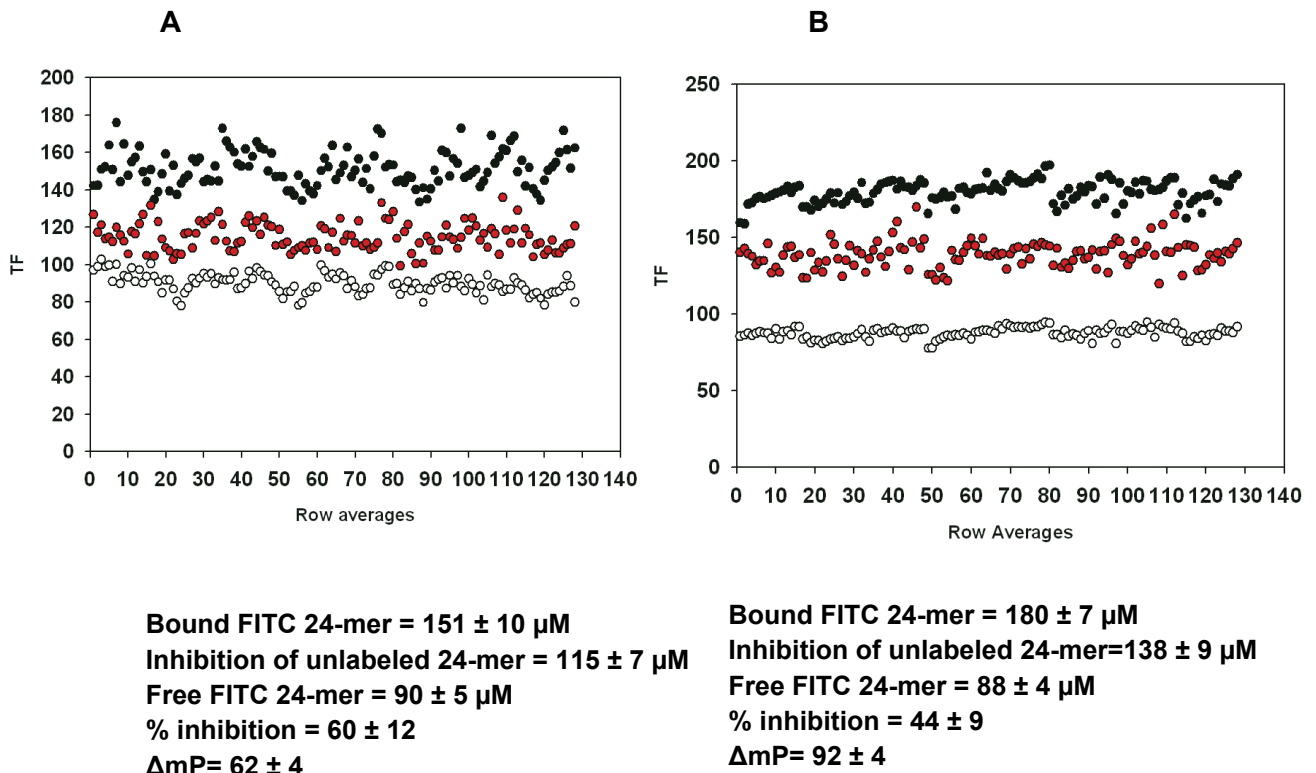 A
B
200
180
160
140
120
100
80
60
40
20
0
TF
0 10 20 30 40 50 60 70 80 90 100 110 120 130 140
Row averages
250
200
150
100
50
0
TF
0 10 20 30 40 50 60 70 80 90 100 110 120 130 140
Row Averages
Bound FITC 24-mer = 151 ± 10 µM
Inhibition of unlabeled 24-mer = 115 ± 7 µM
Free FITC 24-mer = 90 ± 5 µM
% inhibition = 60 ± 12
ΔmP= 62 ± 4
Bound FITC 24-mer = 180 ± 7 µM
Inhibition of unlabeled 24-mer=138 ± 9 µM
Free FITC 24-mer = 88 ± 4 µM
% inhibition = 44 ± 9
ΔmP= 92 ± 4